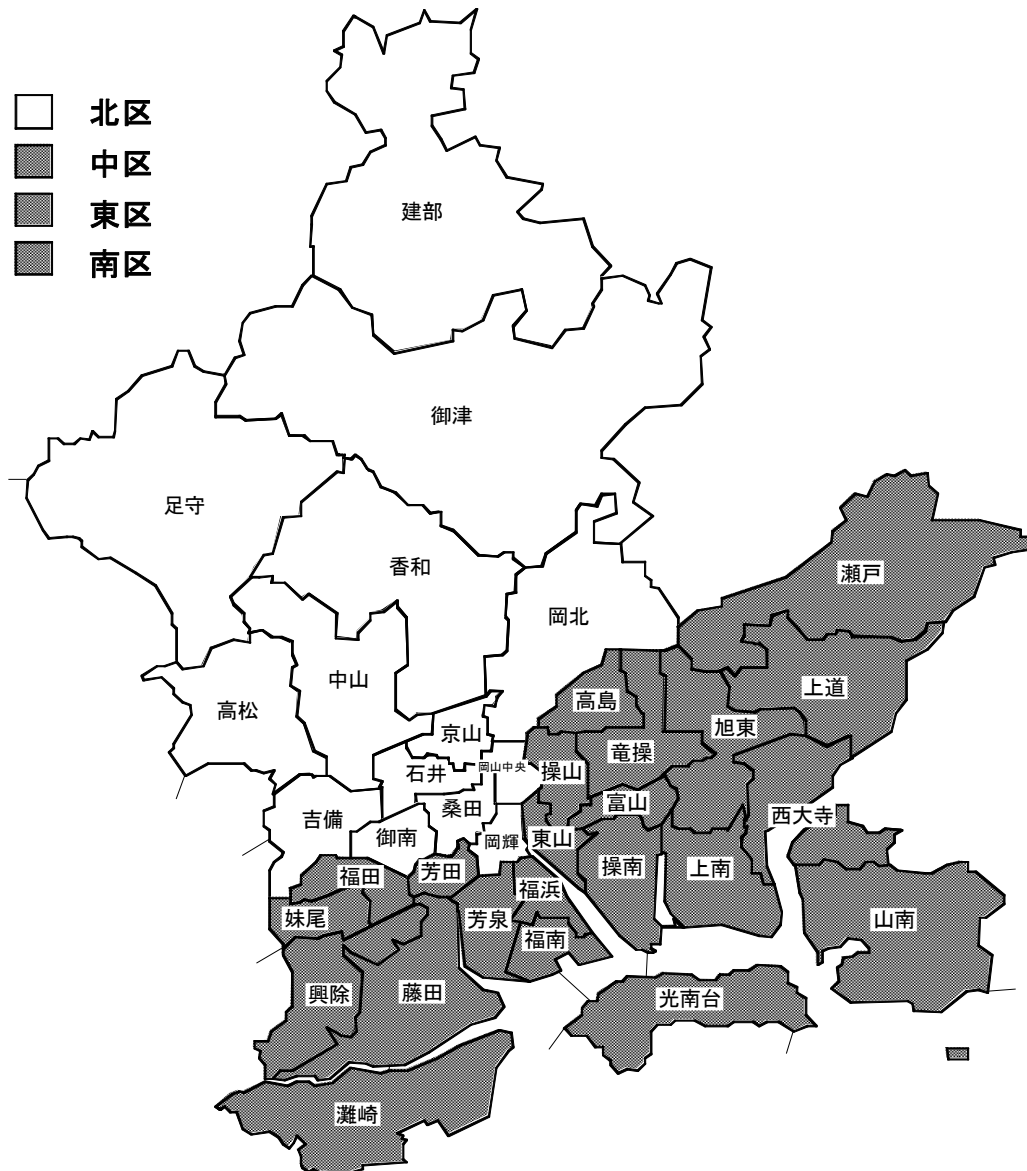 北区
中区
東区
南区
建部
御津
足守
香和
瀬戸
岡北
中山
上道
高島
高松
京山
旭東
竜操
岡山中央
石井
操山
富山
桑田
西大寺
吉備
御南
岡輝
東山
操南
上南
芳田
福田
福浜
妹尾
芳泉
山南
福南
興除
藤田
光南台
灘崎